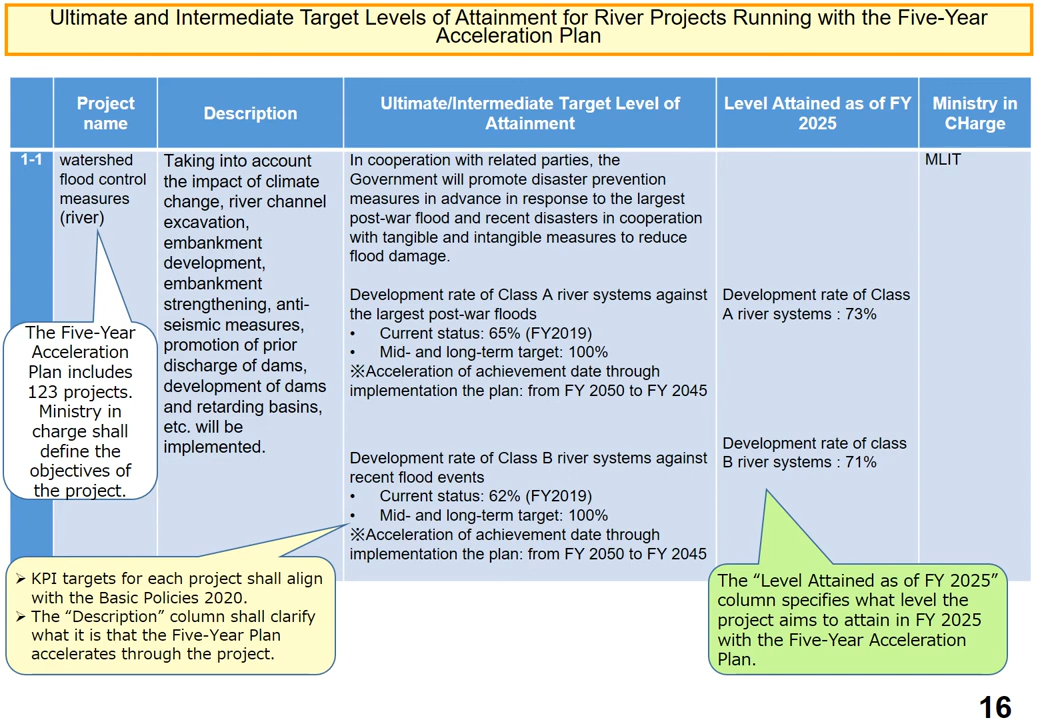 Ultimate and Intermediate Target Levels of Attainment for River Projects Running with the Five-Year
Acceleration Plan
Project
name
Description
Ultimate/Intermediate Target Level of
Attainment
Level Attained as of FY
2025
Ministry in
CHarge
1-1
watershed
flood control
measures
(river)
Taking into account
the impact of climate
change, river channel
excavation,
embankment
development,
embankment
strengthening, anti-
seismic measures,
promotion of prior
discharge of dams,
development of dams
and retarding basins,
etc. will be
implemented.
In cooperation with related parties, the
Government will promote disaster prevention
measures in advance in response to the largest
post-war flood and recent disasters in cooperation
with tangible and intangible measures to reduce
flood damage.
Development rate of Class A river systems against
the largest post-war floods
• Current status: 65% (FY2019)
• Mid- and long-term target: 100%
※Acceleration of achievement date through
implementation the plan: from FY 2050 to FY 2045
Development rate of Class B river systems against
recent flood events
• Current status: 62% (FY2019)
• Mid- and long-term target: 100%
※Acceleration of achievement date through
implementation the plan: from FY 2050 to FY 2045
Development rate of Class
A river systems : 73%
Development rate of class
B river systems : 71%
MLIT
The Five-Year
Acceleration
Plan includes
123 projects.
Ministry in
charge shall
define the
objectives of
the project.
➢ KPI targets for each project shall align
with the Basic Policies 2020.
➢ The “Description” column shall clarify
what it is that the Five-Year Plan
accelerates through the project.
The “Level Attained as of FY 2025”
column specifies what level the
project aims to attain in FY 2025
with the Five-Year Acceleration
Plan.
16